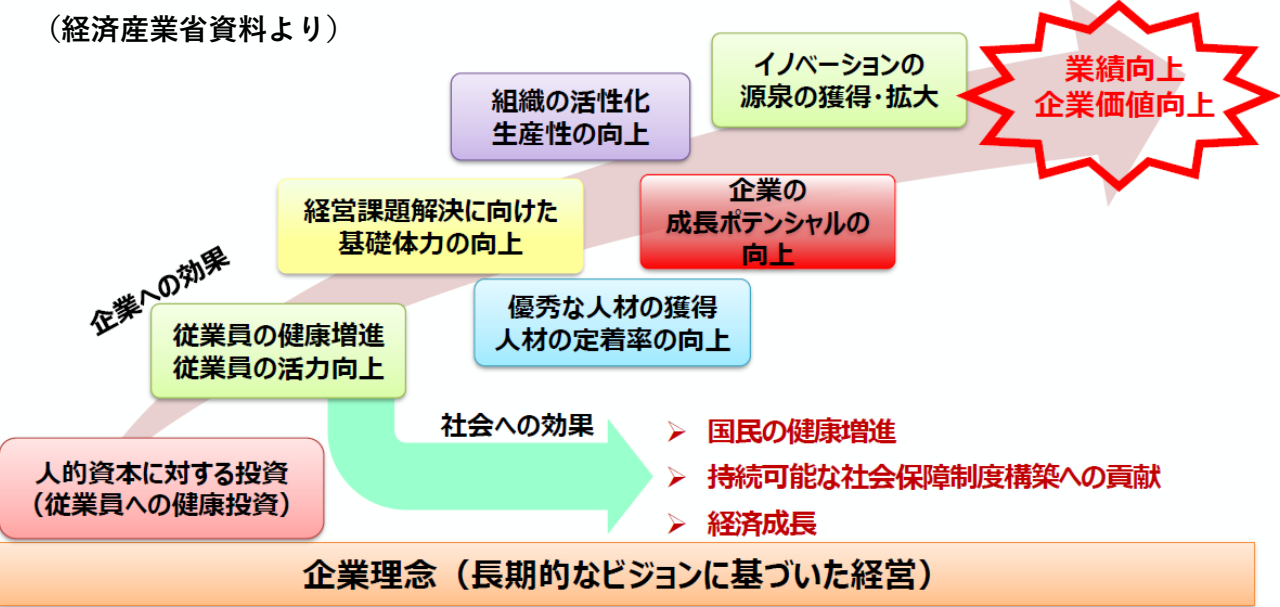 （経済産業省資料より）
イノベーションの
源泉の獲得・拡大
業績向上
企業価値向上
組織の活性化
生産性の向上
経営課題解決に向けた
基礎体力の向上
企業の
成長ポテンシャルの
向上
企業への効果
優秀な人材の獲得
人材の定着率の向上
従業員の健康増進
従業員の活力向上
社会への効果
➢ 国民の健康増進
➢ 持続可能な社会保障制度構築への貢献
➢ 経済成長
人的資本に対する投資
（従業員への健康投資）
企業理念（長期的なビジョンに基づいた経営）